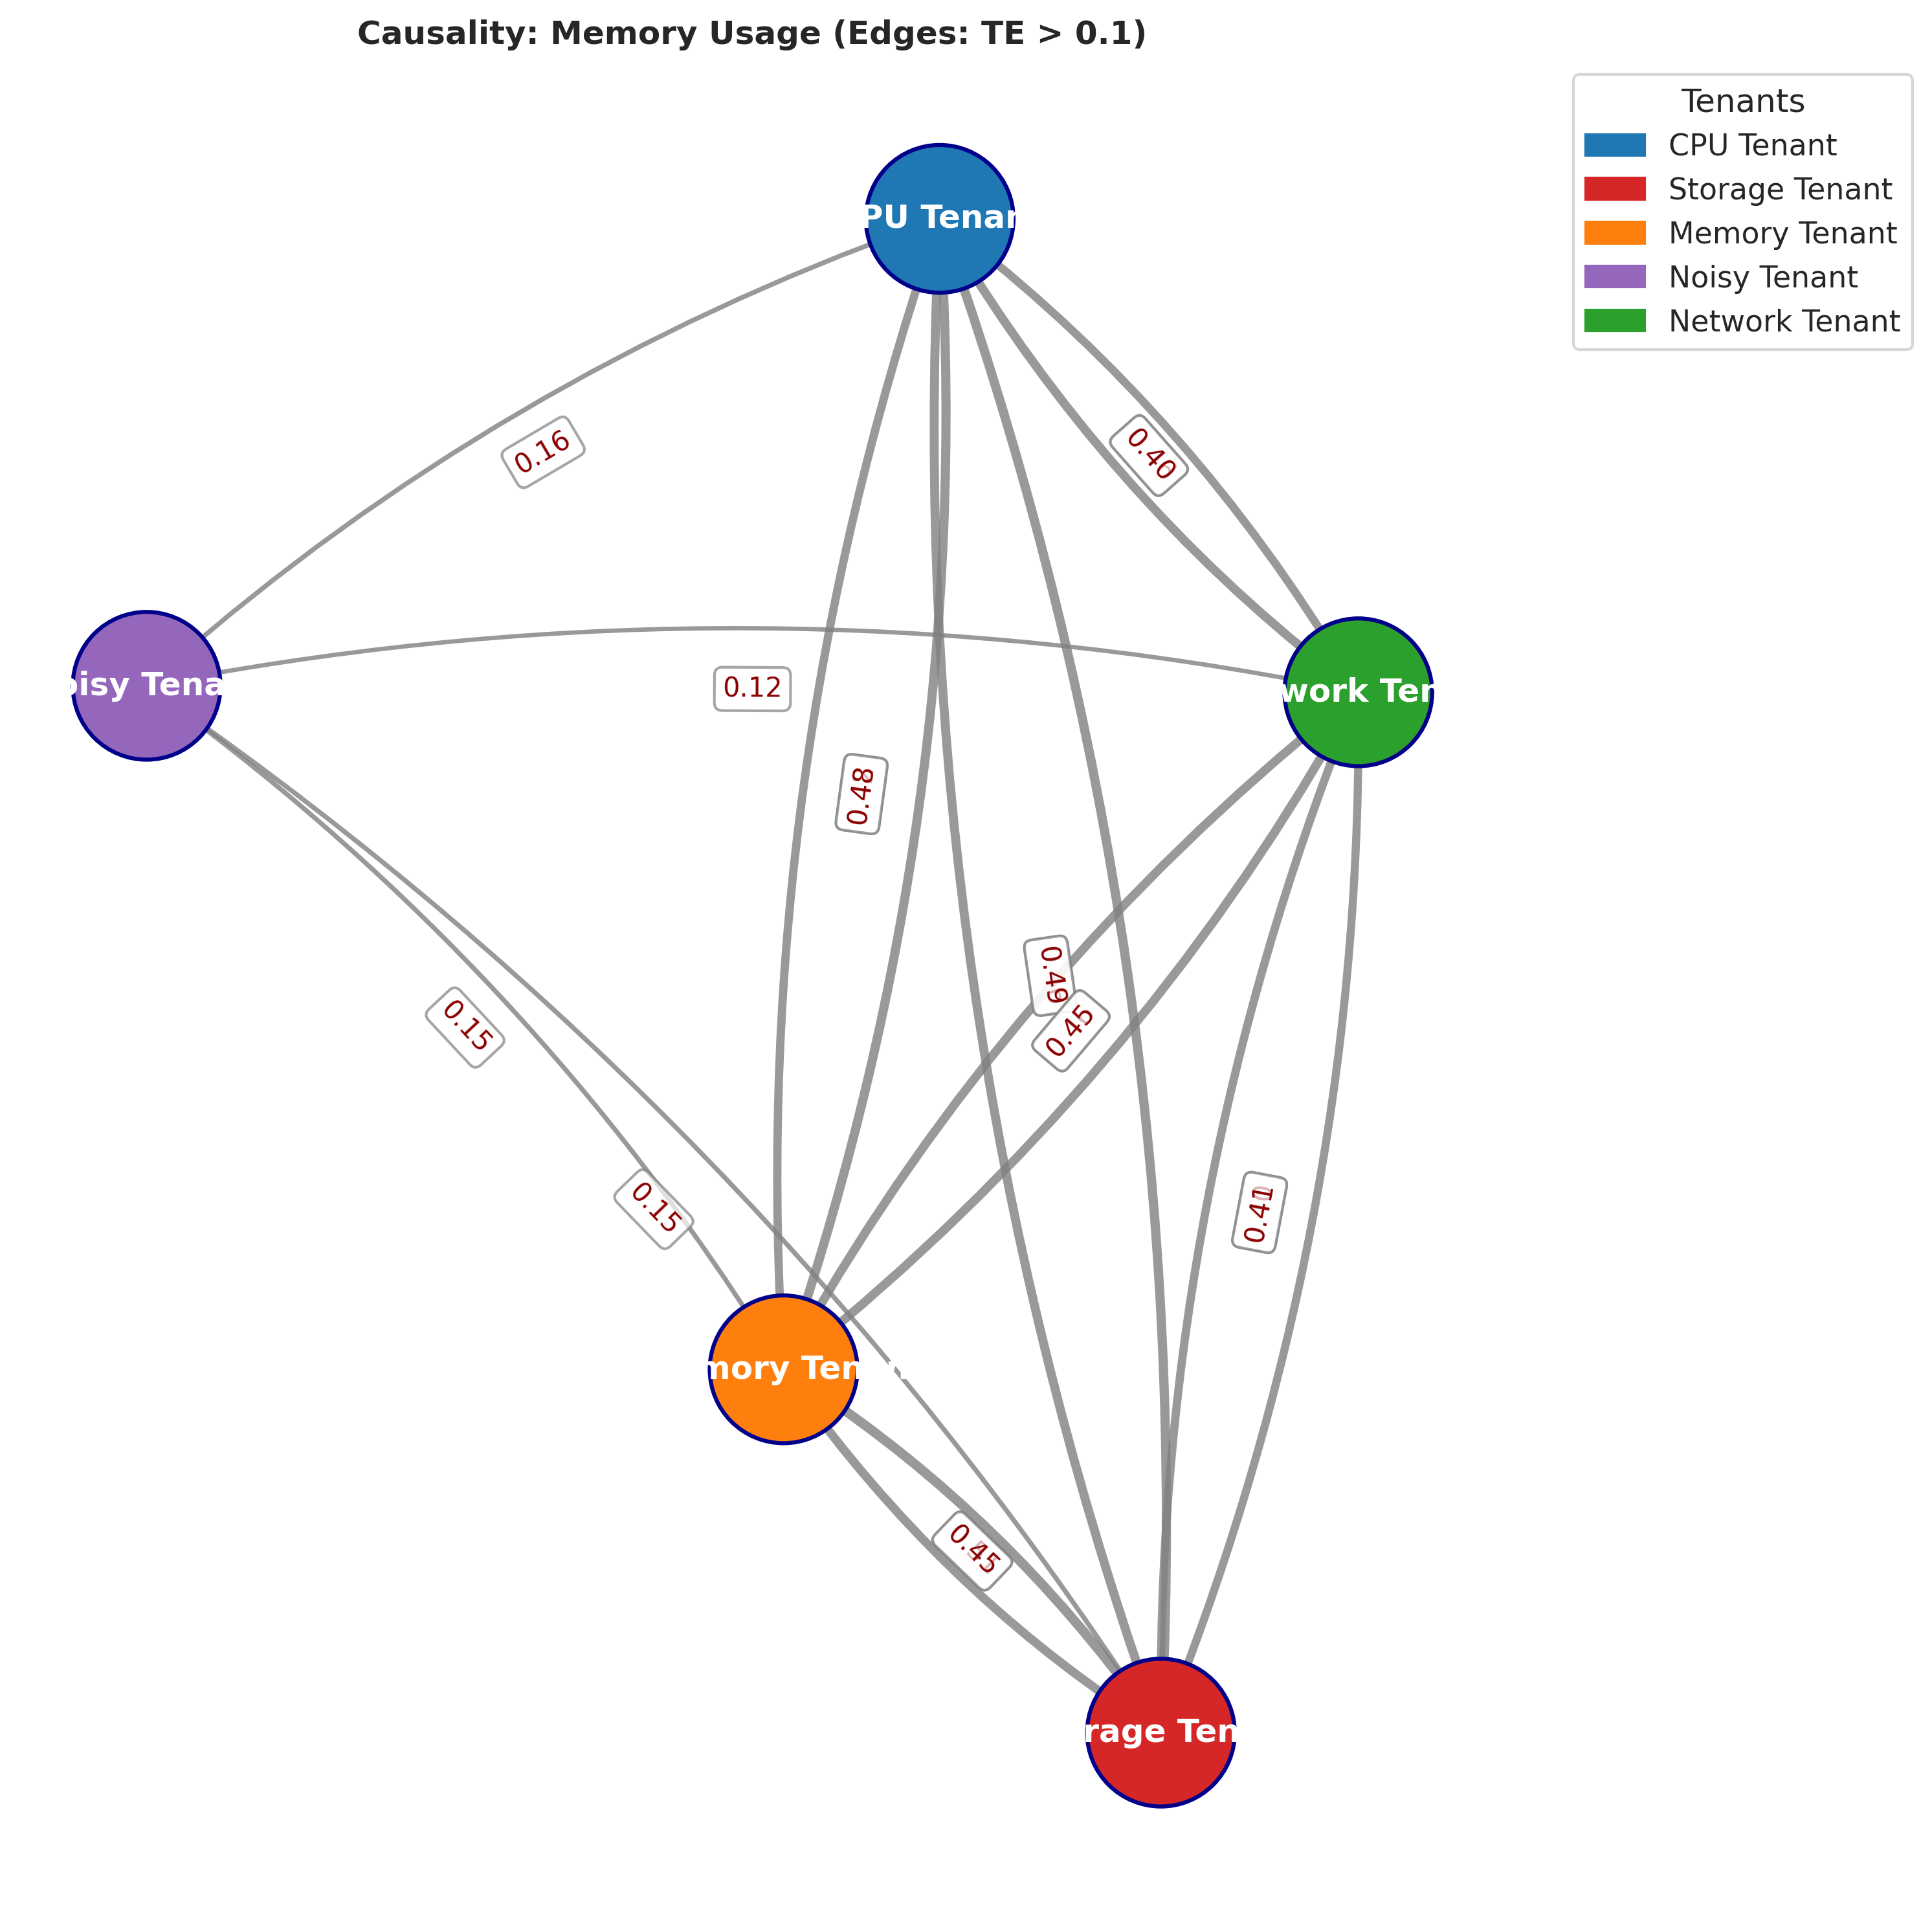 Causality: Memory Usage (Edges: TE > 0.1)
Tenants
CPU Tenant
Storage Tenant
Memory Tenant
Noisy Tenant
Network Tenant
PU Tenan
0.16
0.40
oisy Tena
work Ten
0.12
0.48
0.49
0.45
0.15
0.15
0.41
mory Ten
0.45
rage Ten